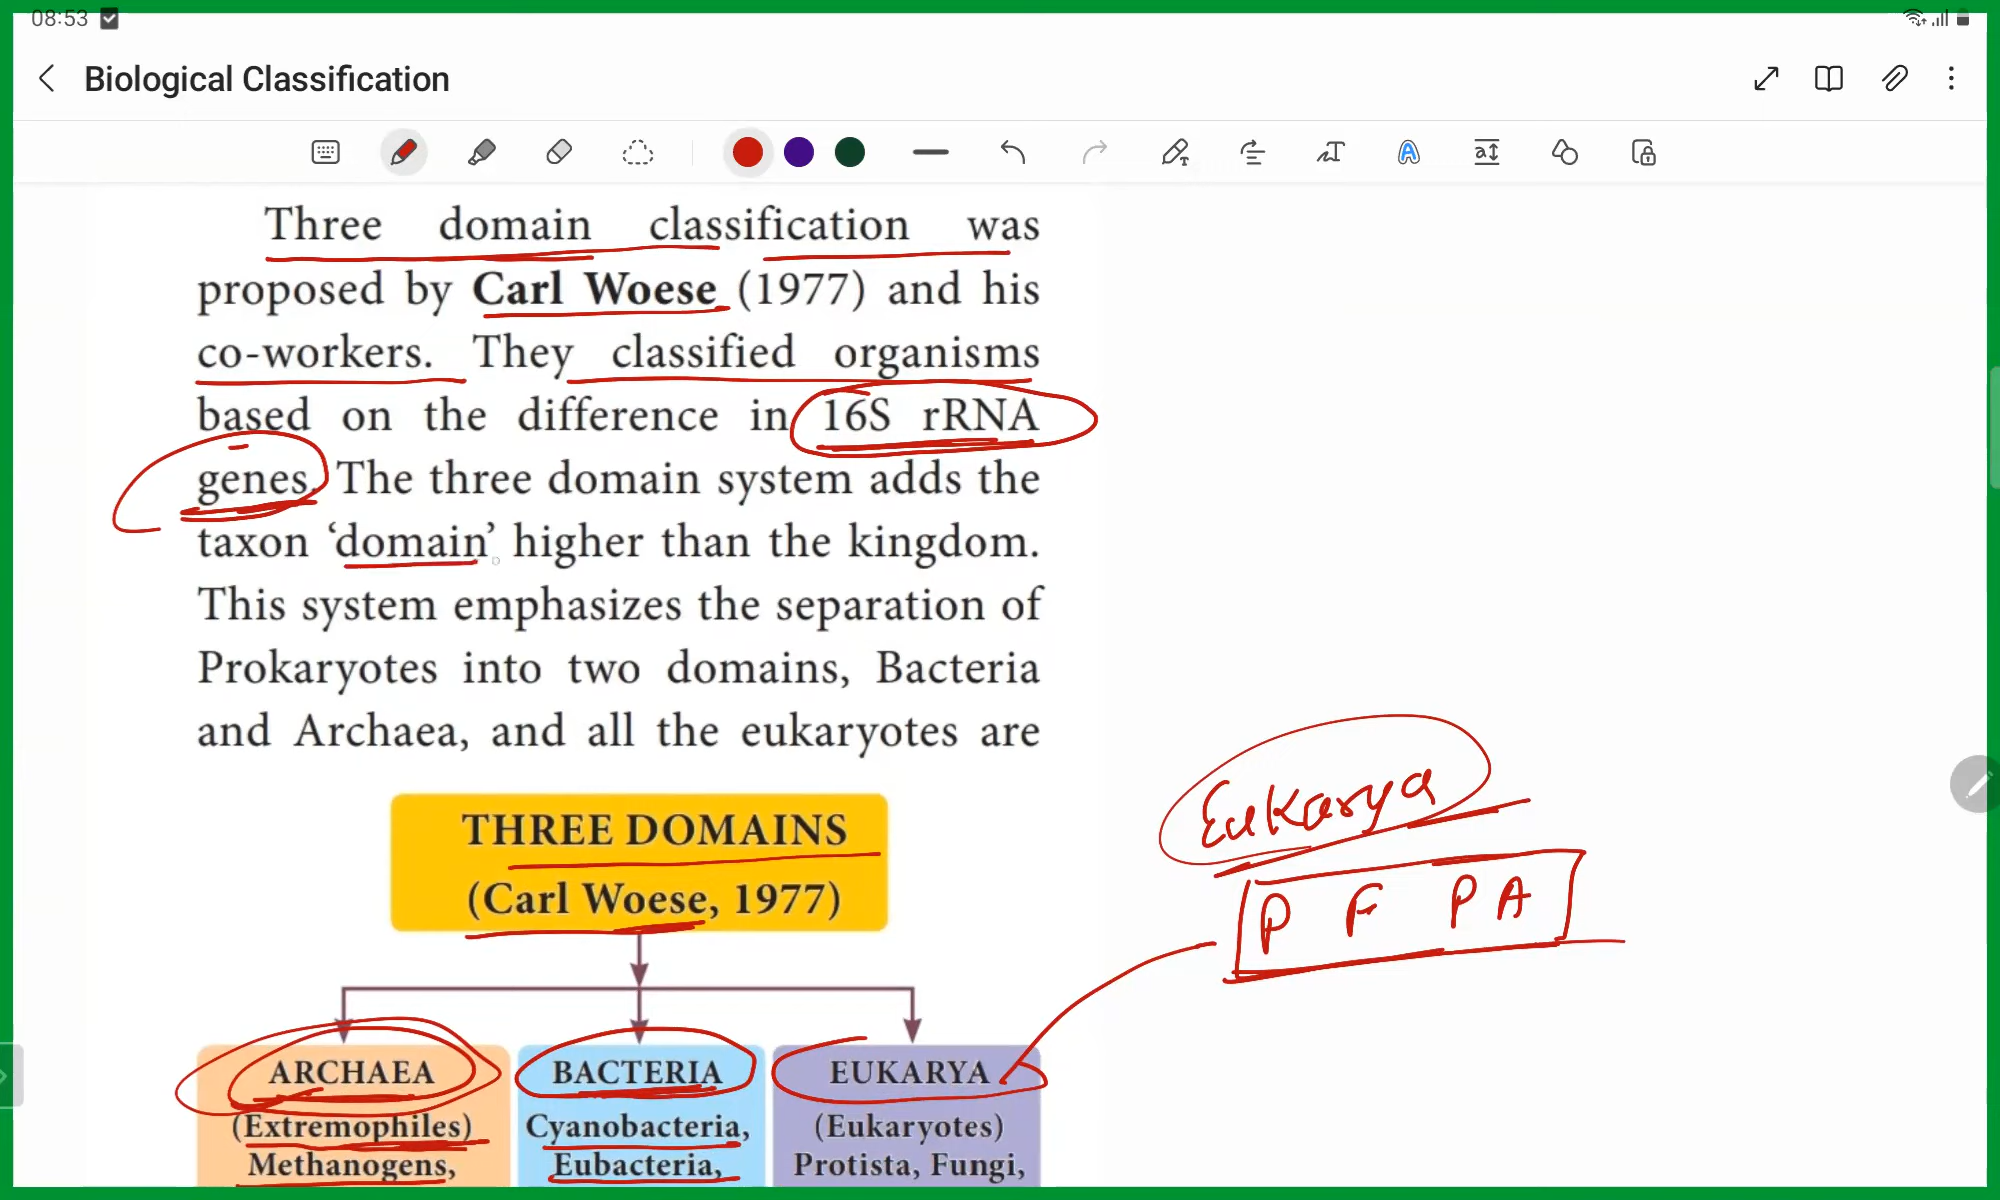 08:53
Biological Classification
Three domain classification was
proposed by Carl Woese (1977) and his
co-workers. They classified organisms
based on the difference in 16S rRNA
genes. The three domain system adds the
taxon ‘domain’ higher than the kingdom.
This system emphasizes the separation of
Prokaryotes into two domains, Bacteria
and Archaea, and all the eukaryotes are
Eukarya
P F P A
THREE DOMAINS
(Carl Woese, 1977)
ARCHAEA
(Extremophiles)
Methanogens,
BACTERIA
Cyanobacteria,
Eubacteria,
EUKARYA
(Eukaryotes)
Protista, Fungi,